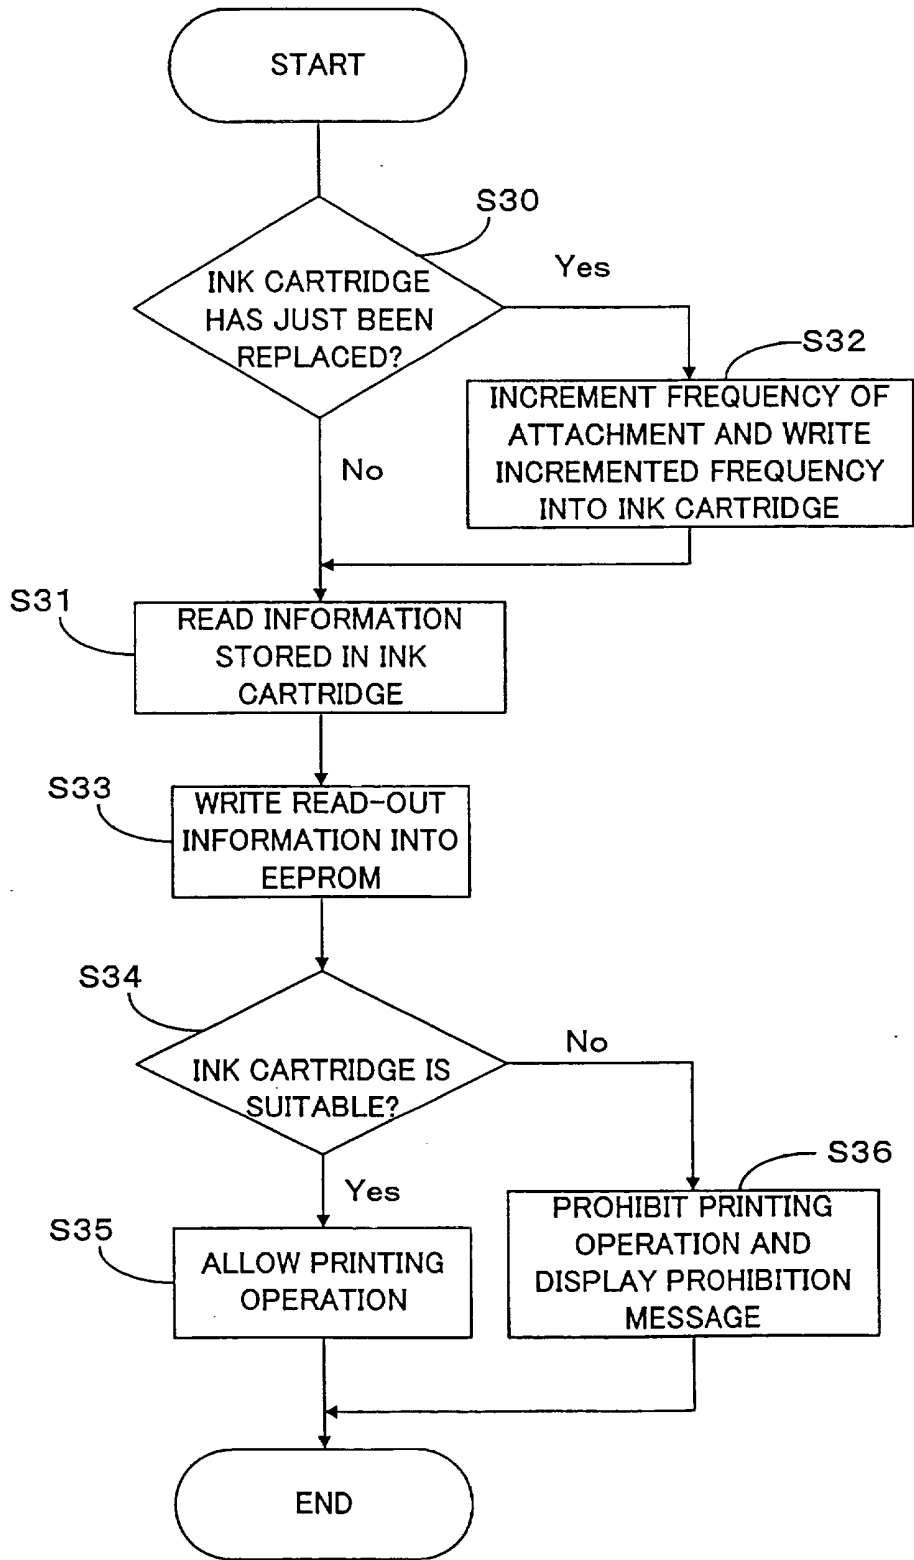 START
S30
INK CARTRIDGE
HAS JUST BEEN
REPLACED?
Yes
S32
INCREMENT FREQUENCY OF
ATTACHMENT AND WRITE
INCREMENTED FREQUENCY
INTO INK CARTRIDGE
No
S31
READ INFORMATION
STORED IN INK
CARTRIDGE
S33
WRITE READ-OUT
INFORMATION INTO
EEPROM
S34
INK CARTRIDGE IS
SUITABLE?
No
Yes
S36
PROHIBIT PRINTING
OPERATION AND
DISPLAY PROHIBITION
MESSAGE
S35
ALLOW PRINTING
OPERATION
END